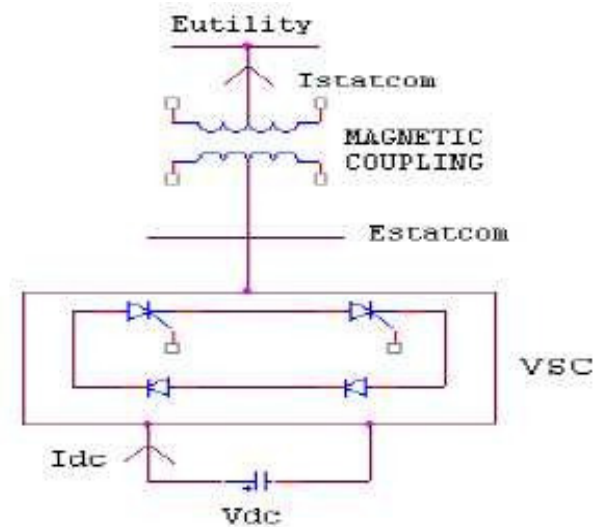 Eutility
Istatcom
MAGNETIC
COUPLING
Estatcom
VSC
Idc
Vdc